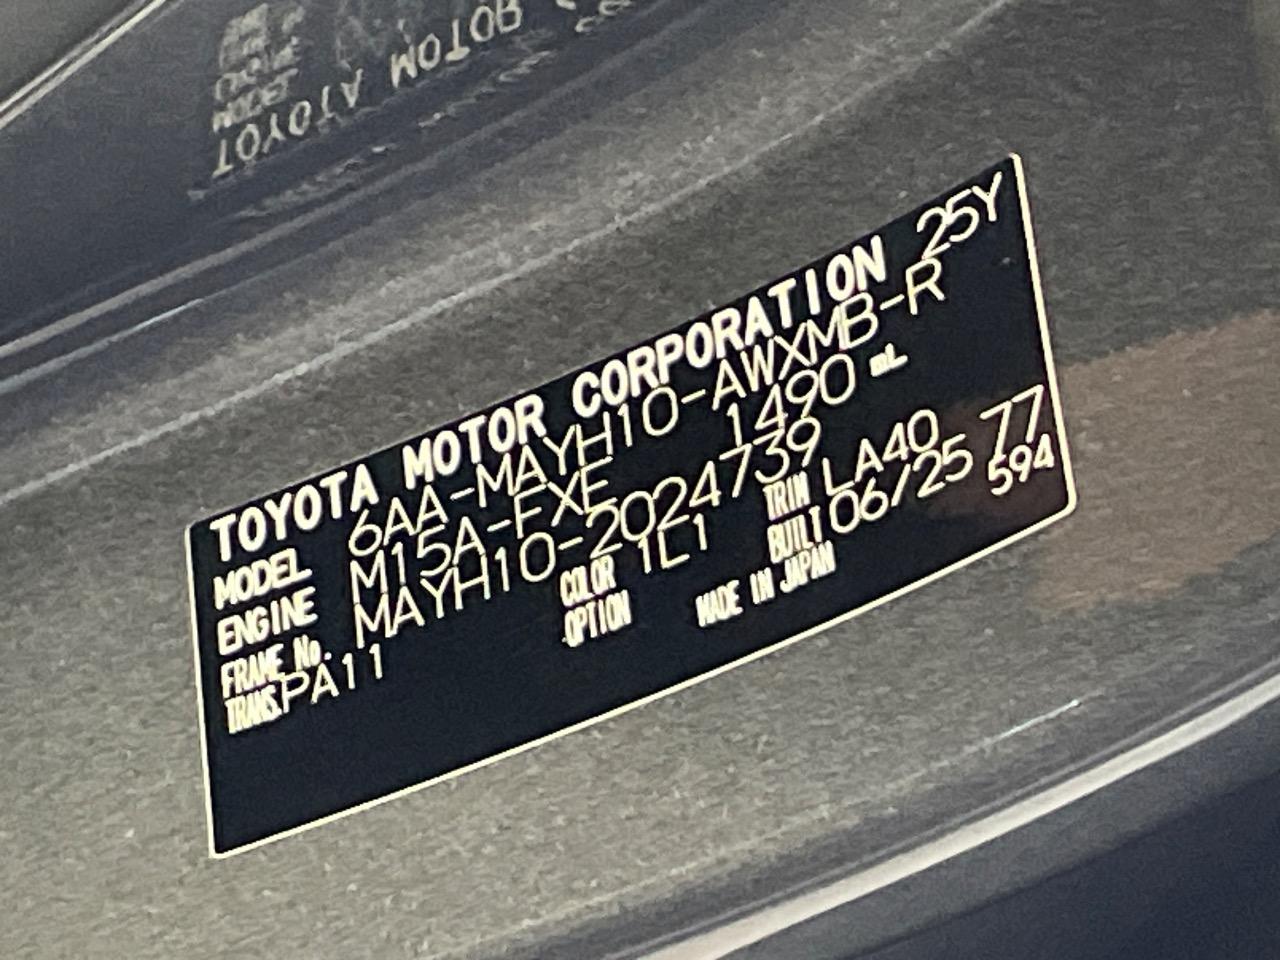 TOYOTA MOTOR CORPORATION 25Y
MODEL 6AA-MAYH10-AWXMB-R
ENGINE M15A-FXE 1490 mL
FRAME No. MAYH10-2024739
TRANS. PA11 COLOR 1L1 TRIM LA40 77
OPTION BUILT 06/25 594
MADE IN JAPAN
TOYOTA MOTOR
MODEL